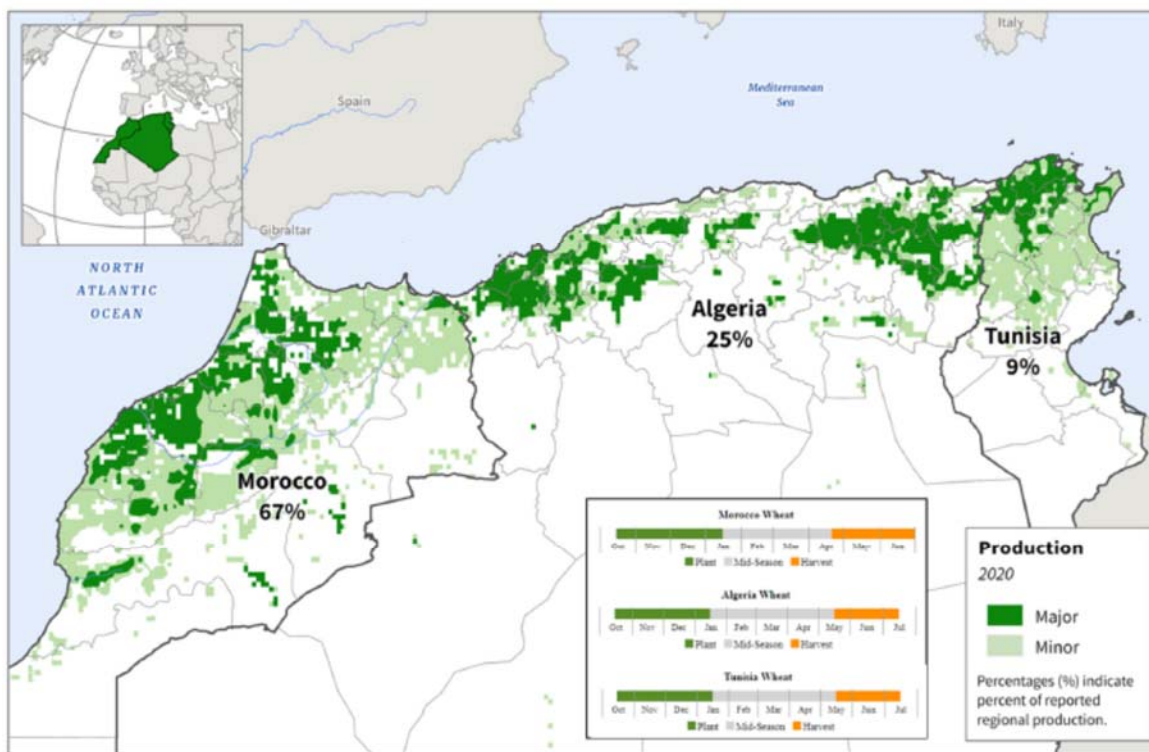 Italy
Spain
Mediterranean
Sea
Gibraltar
NORTH
ATLANTIC
OCEAN
Algeria
25%
Tunisia
9%
Morocco
67%
Morocco Wheat
Oct Nov Dec Jan Feb Mar Apr May Jun
Plant Mid-Season Harvest
Algeria Wheat
Oct Nov Dec Jan Feb Mar Apr May Jun Jul
Plant Mid-Season Harvest
Tunisia Wheat
Oct Nov Dec Jan Feb Mar Apr May Jun Jul
Plant Mid-Season Harvest
Production
2020
Major
Minor
Percentages (%) indicate
percent of reported
regional production.